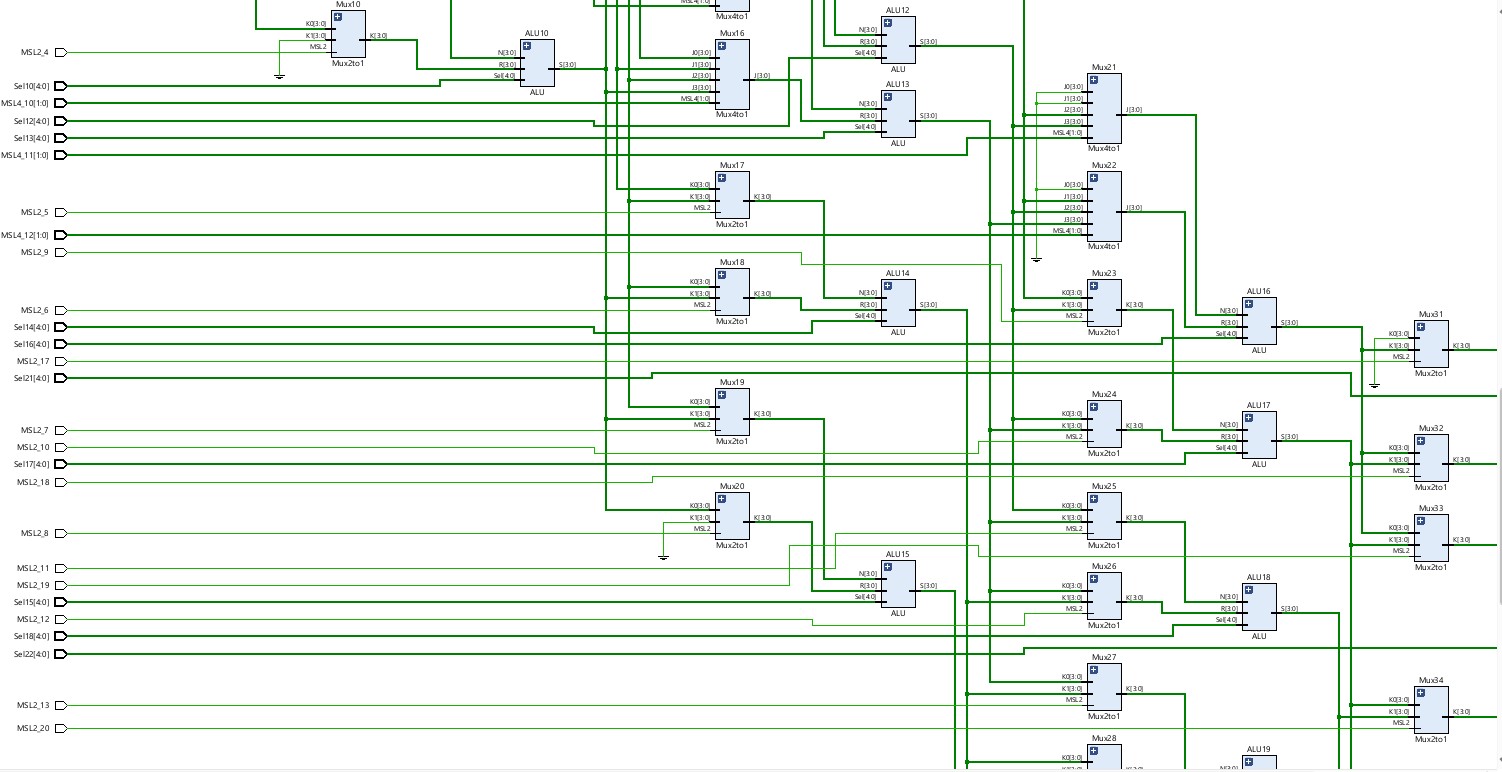 Mux10
K0[3:0]
K1[3:0]
MSL2
K[3:0]
Mux2to1
MSL2_4
ALU10
N[3:0]
R[3:0]
Sel[4:0]
S[3:0]
ALU
Sel10[4:0]
MSL4_10[1:0]
Sel12[4:0]
Sel13[4:0]
MSL4_11[1:0]
MSL2_5
MSL4_12[1:0]
MSL2_9
MSL2_6
Sel14[4:0]
Sel16[4:0]
MSL2_17
Sel21[4:0]
MSL2_7
MSL2_10
Sel17[4:0]
MSL2_18
MSL2_8
MSL2_11
MSL2_19
Sel15[4:0]
MSL2_12
Sel18[4:0]
Sel22[4:0]
MSL2_13
MSL2_20
MSL4[1:0]
Mux4to1
Mux16
J0[3:0]
J1[3:0]
J2[3:0]
J3[3:0]
MSL4[1:0]
J[3:0]
Mux4to1
Mux17
K0[3:0]
K1[3:0]
MSL2
K[3:0]
Mux2to1
Mux18
K0[3:0]
K1[3:0]
MSL2
K[3:0]
Mux2to1
Mux19
K0[3:0]
K1[3:0]
MSL2
K[3:0]
Mux2to1
Mux20
K0[3:0]
K1[3:0]
MSL2
K[3:0]
Mux2to1
ALU12
N[3:0]
R[3:0]
Sel[4:0]
S[3:0]
ALU
ALU13
N[3:0]
R[3:0]
Sel[4:0]
S[3:0]
ALU
ALU14
N[3:0]
R[3:0]
Sel[4:0]
S[3:0]
ALU
ALU15
N[3:0]
R[3:0]
Sel[4:0]
S[3:0]
ALU
Mux21
J0[3:0]
J1[3:0]
J2[3:0]
J3[3:0]
MSL4[1:0]
J[3:0]
Mux4to1
Mux22
J0[3:0]
J1[3:0]
J2[3:0]
J3[3:0]
MSL4[1:0]
J[3:0]
Mux4to1
Mux23
K0[3:0]
K1[3:0]
MSL2
K[3:0]
Mux2to1
Mux24
K0[3:0]
K1[3:0]
MSL2
K[3:0]
Mux2to1
Mux25
K0[3:0]
K1[3:0]
MSL2
K[3:0]
Mux2to1
Mux26
K0[3:0]
K1[3:0]
MSL2
K[3:0]
Mux2to1
Mux27
K0[3:0]
K1[3:0]
MSL2
K[3:0]
Mux2to1
Mux28
K0[3:0]
ALU16
N[3:0]
R[3:0]
Sel[4:0]
S[3:0]
ALU
ALU17
N[3:0]
R[3:0]
Sel[4:0]
S[3:0]
ALU
ALU18
N[3:0]
R[3:0]
Sel[4:0]
S[3:0]
ALU
ALU19
Mux31
K0[3:0]
K1[3:0]
MSL2
K[3:0]
Mux2to1
Mux32
K0[3:0]
K1[3:0]
MSL2
K[3:0]
Mux2to1
Mux33
K0[3:0]
K1[3:0]
MSL2
K[3:0]
Mux2to1
Mux34
K0[3:0]
K1[3:0]
MSL2
K[3:0]
Mux2to1